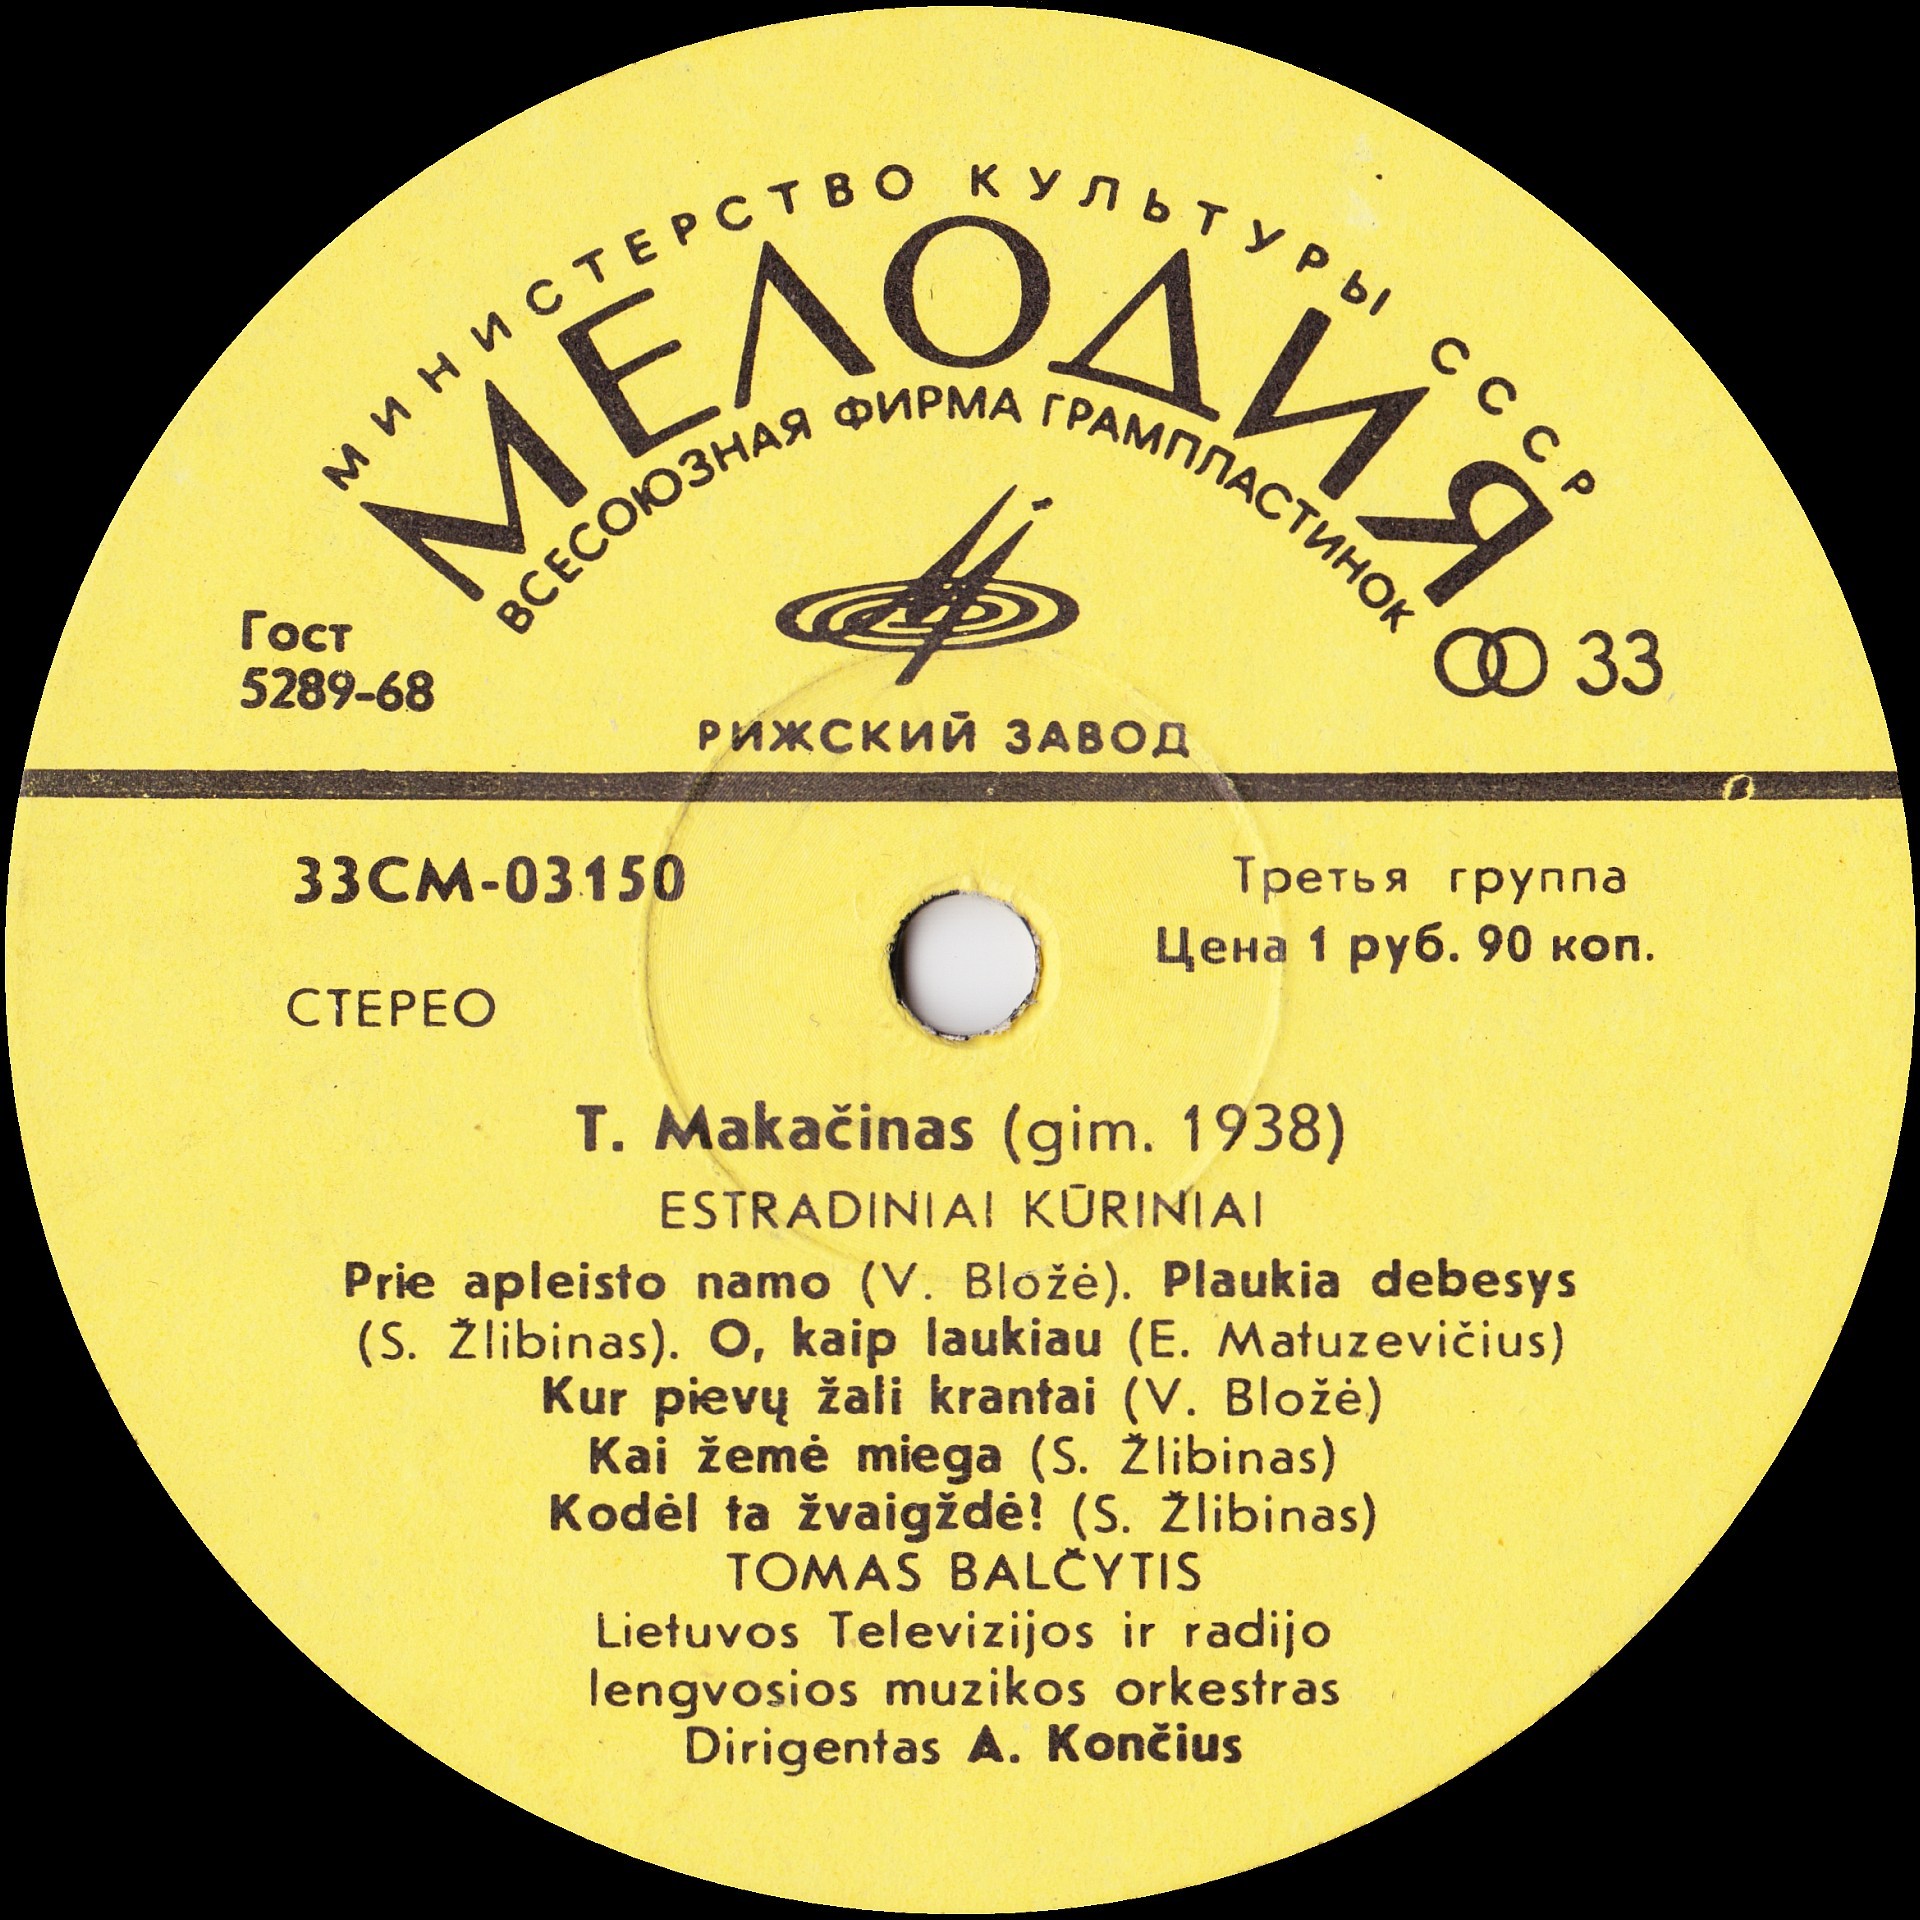 МИНИСТЕРСТВО КУЛЬТУРЫ СССР
МЕЛОДИЯ
ВСЕСОЮЗНАЯ ФИРМА ГРАМПЛАСТИНОК
Гост
5289-68
33
РИЖСКИЙ ЗАВОД
33СМ-03150
Третья группа
Цена 1 руб. 90 коп.
СТЕРЕО
T. Makačinas (gim. 1938)
ESTRADINIAI KŪRINIAI
Prie apleisto namo (V. Bložė). Plaukia debesys
(S. Žlibinas). O, kaip laukiau (E. Matuzevičius)
Kur pievų žali krantai (V. Bložė)
Kai žemė miega (S. Žlibinas)
Kodėl ta žvaigždė? (S. Žlibinas)
TOMAS BALČYTIS
Lietuvos Televizijos ir radijo
lengvosios muzikos orkestras
Dirigentas A. Končius